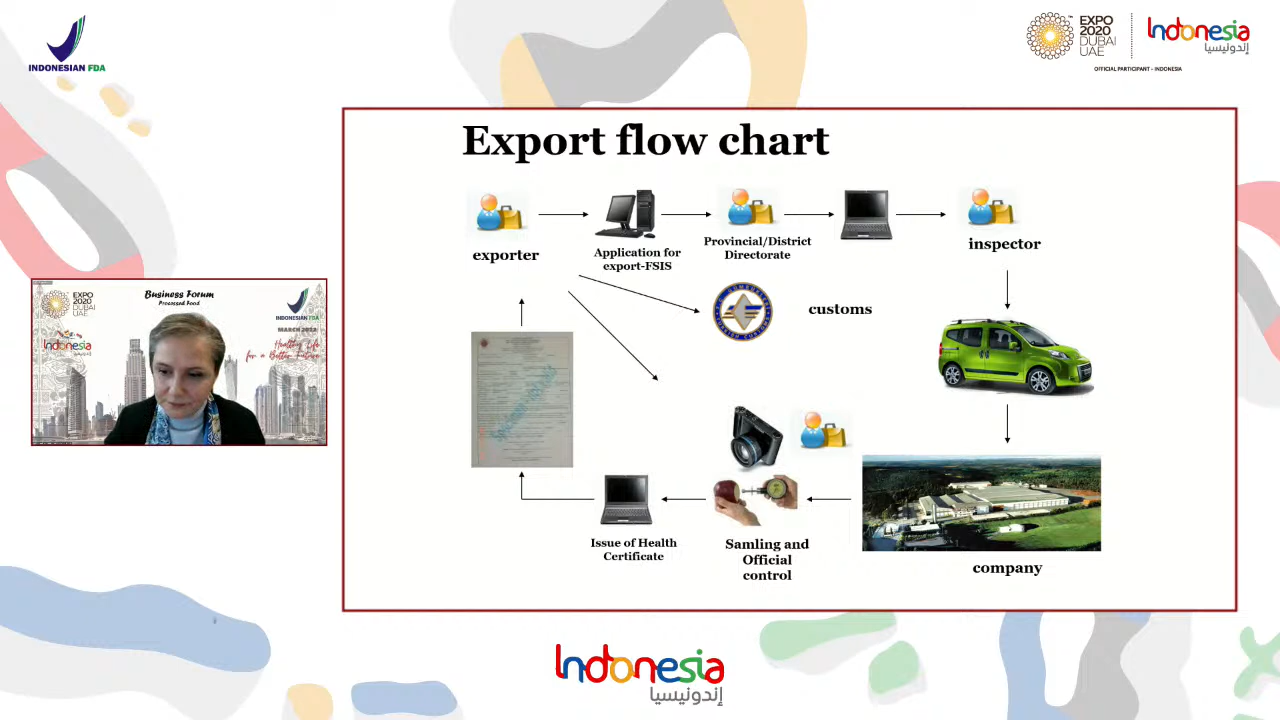 INDONESIAN FDA
EXPO
2020
DUBAI
UAE
Indonesia
إندونيسيا
OFFICIAL PARTICIPANT - INDONESIA
Export flow chart
exporter
Application for
export-FSIS
Provincial/District
Directorate
inspector
customs
company
Samling and
Official
control
Issue of Health
Certificate
EXPO
2020
DUBAI
UAE
Indonesia
Business Forum
Processed Food
INDONESIAN FDA
MARCH 2022
Healthy Life
for a Better Future
Indonesia
إندونيسيا